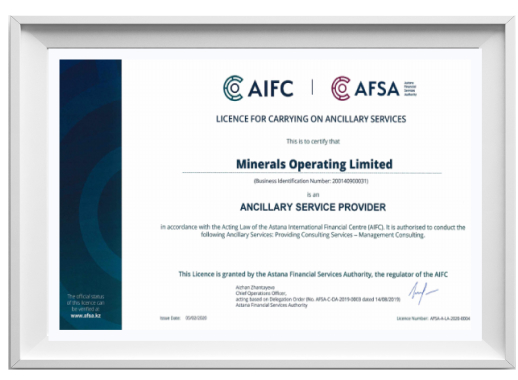 AIFC | AFSA Astana Financial Services Authority
LICENCE FOR CARRYING ON ANCILLARY SERVICES
This is to certify that
Minerals Operating Limited
(Business Identification Number: 200140900031)
is an
ANCILLARY SERVICE PROVIDER
in accordance with the Acting Law of the Astana International Financial Centre (AIFC). It is authorised to conduct the
following Ancillary Services: Providing Consulting Services – Management Consulting.
This Licence is granted by the Astana Financial Services Authority, the regulator of the AIFC
Aizhan Zhantayeva
Chief Operations Officer,
acting based on Delegation Order (No. AFSA-C-DA-2019-0003 dated 14/08/2019)
Astana Financial Services Authority
The official status
of this licence can
be verified at
www.afsa.kz
Issue Date: 05/02/2020
Licence Number: AFSA-A-LA-2020-0004